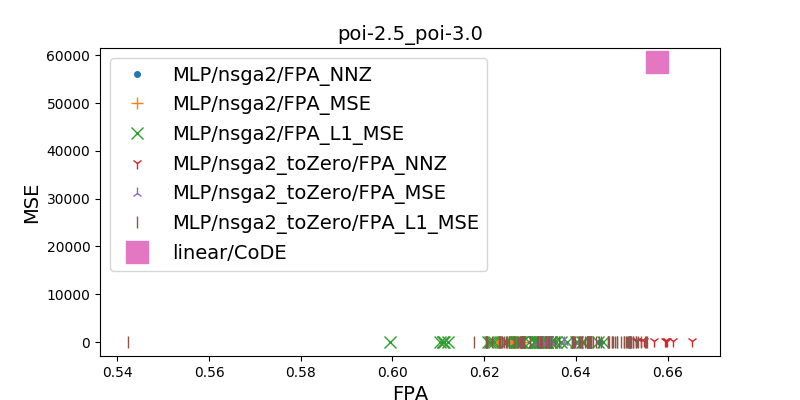 poi-2.5_poi-3.0
60000
50000
40000
30000
20000
10000
0
MSE
MLP/nsga2/FPA_NNZ
MLP/nsga2/FPA_MSE
MLP/nsga2/FPA_L1_MSE
MLP/nsga2_toZero/FPA_NNZ
MLP/nsga2_toZero/FPA_MSE
MLP/nsga2_toZero/FPA_L1_MSE
linear/CoDE
0.54 0.56 0.58 0.60 0.62 0.64 0.66
FPA